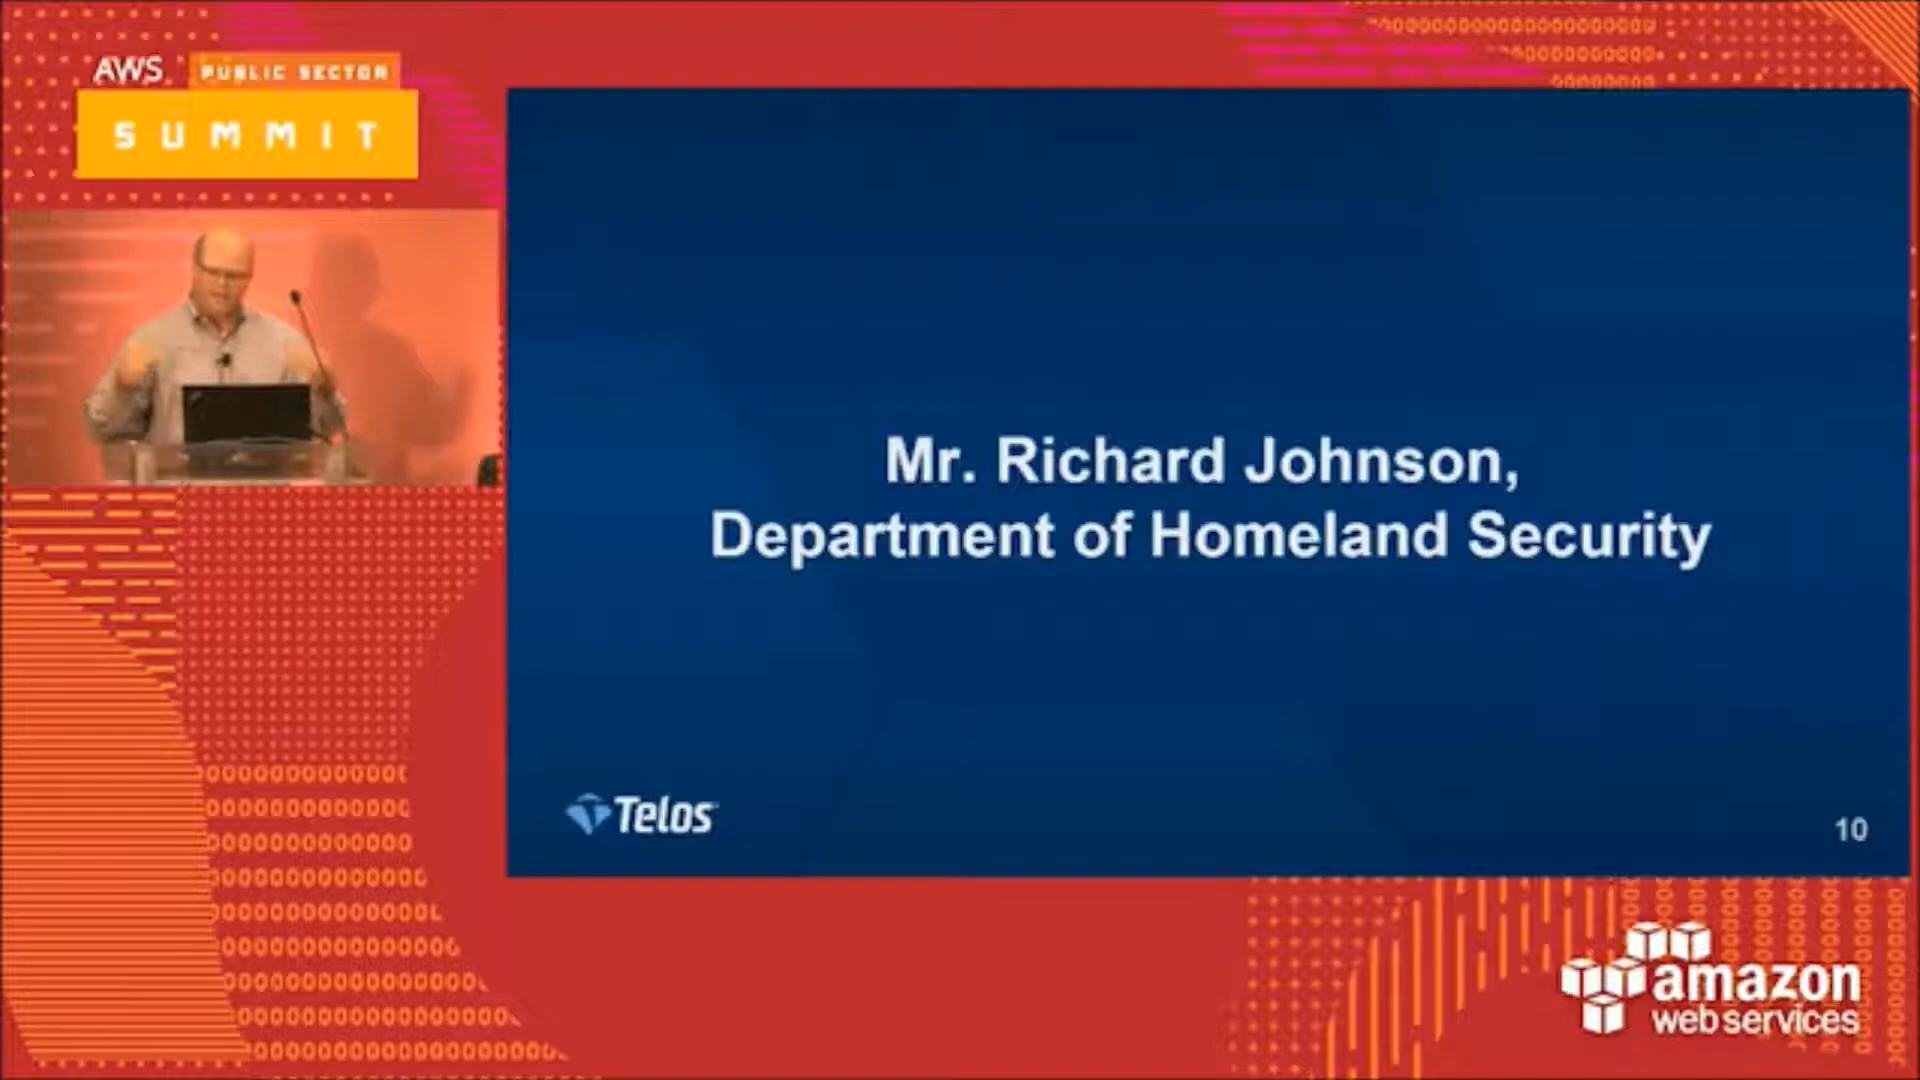 AWS PUBLIC SECTOR
SUMMIT
Mr. Richard Johnson,
Department of Homeland Security
Telos
10
amazon
web services